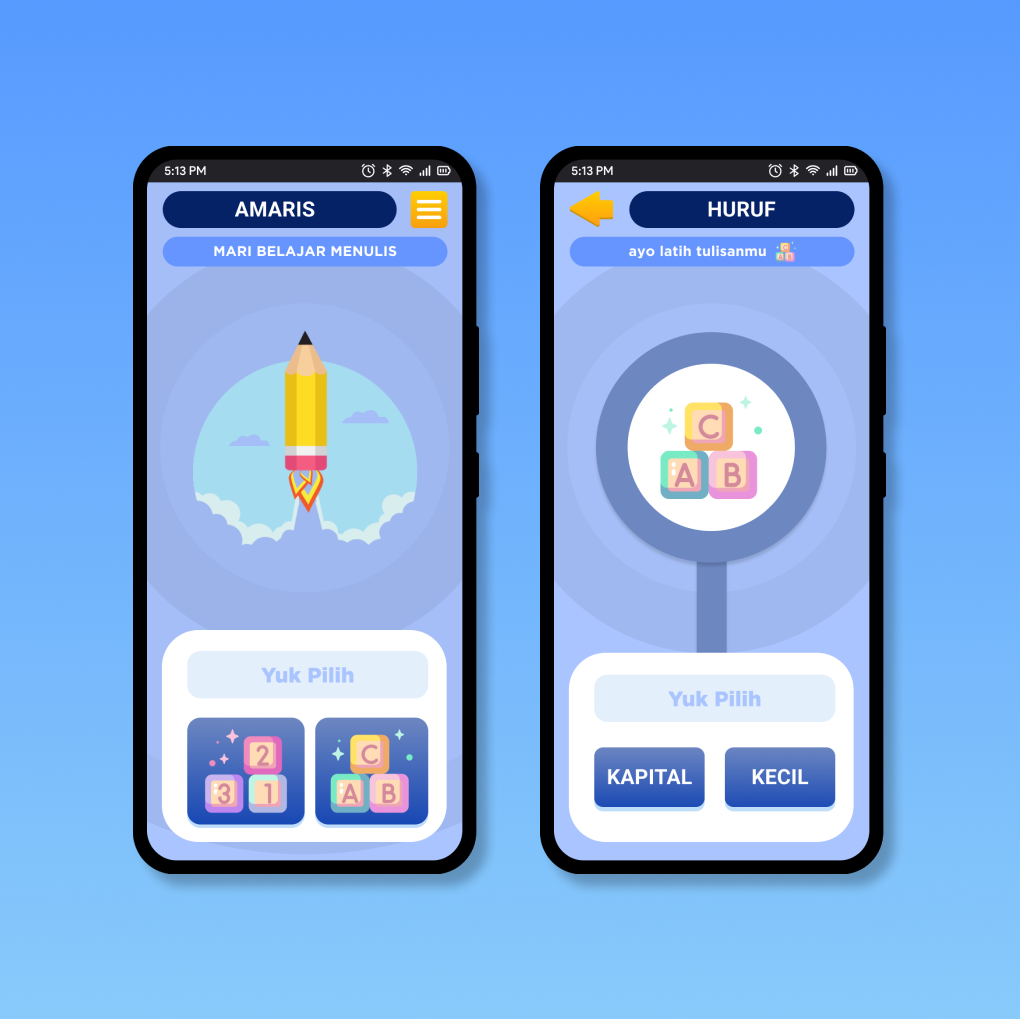 5:13 PM
AMARIS
MARI BELAJAR MENULIS
Yuk Pilih
2
3 1
C
A B
5:13 PM
HURUF
ayo latih tulisanmu
C
A B
Yuk Pilih
KAPITAL KECIL